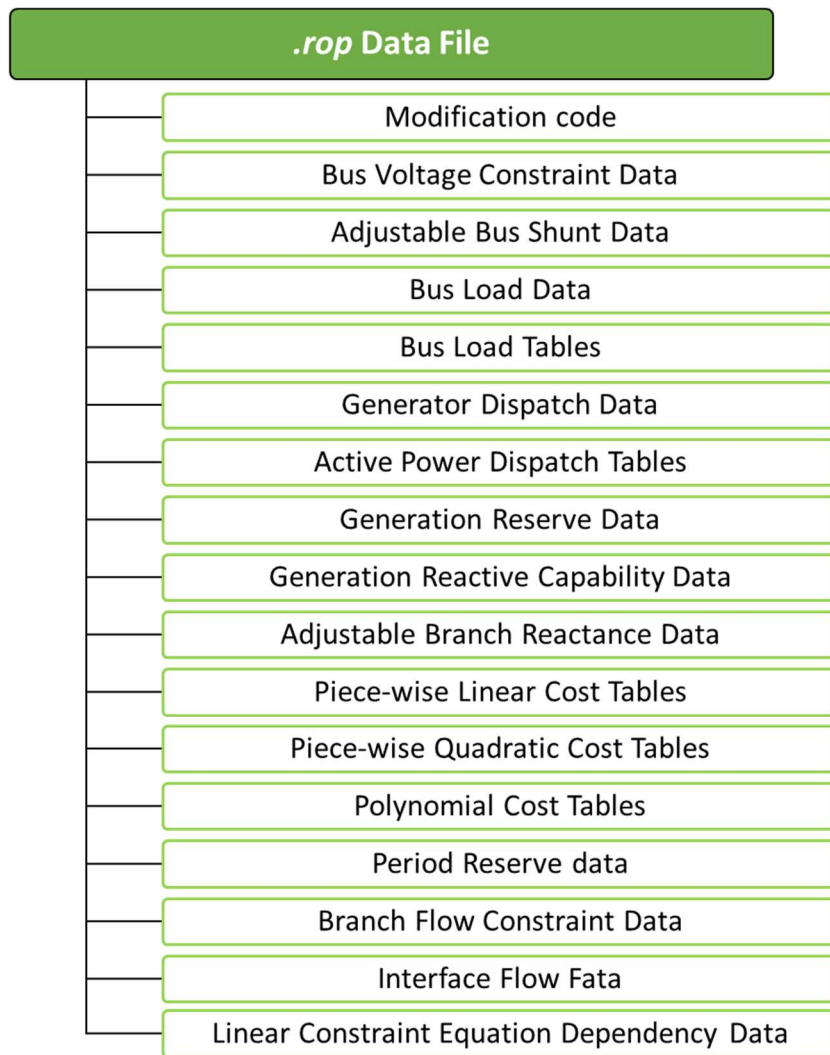 .rop Data File
Modification code
Bus Voltage Constraint Data
Adjustable Bus Shunt Data
Bus Load Data
Bus Load Tables
Generator Dispatch Data
Active Power Dispatch Tables
Generation Reserve Data
Generation Reactive Capability Data
Adjustable Branch Reactance Data
Piece-wise Linear Cost Tables
Piece-wise Quadratic Cost Tables
Polynomial Cost Tables
Period Reserve data
Branch Flow Constraint Data
Interface Flow Fata
Linear Constraint Equation Dependency Data